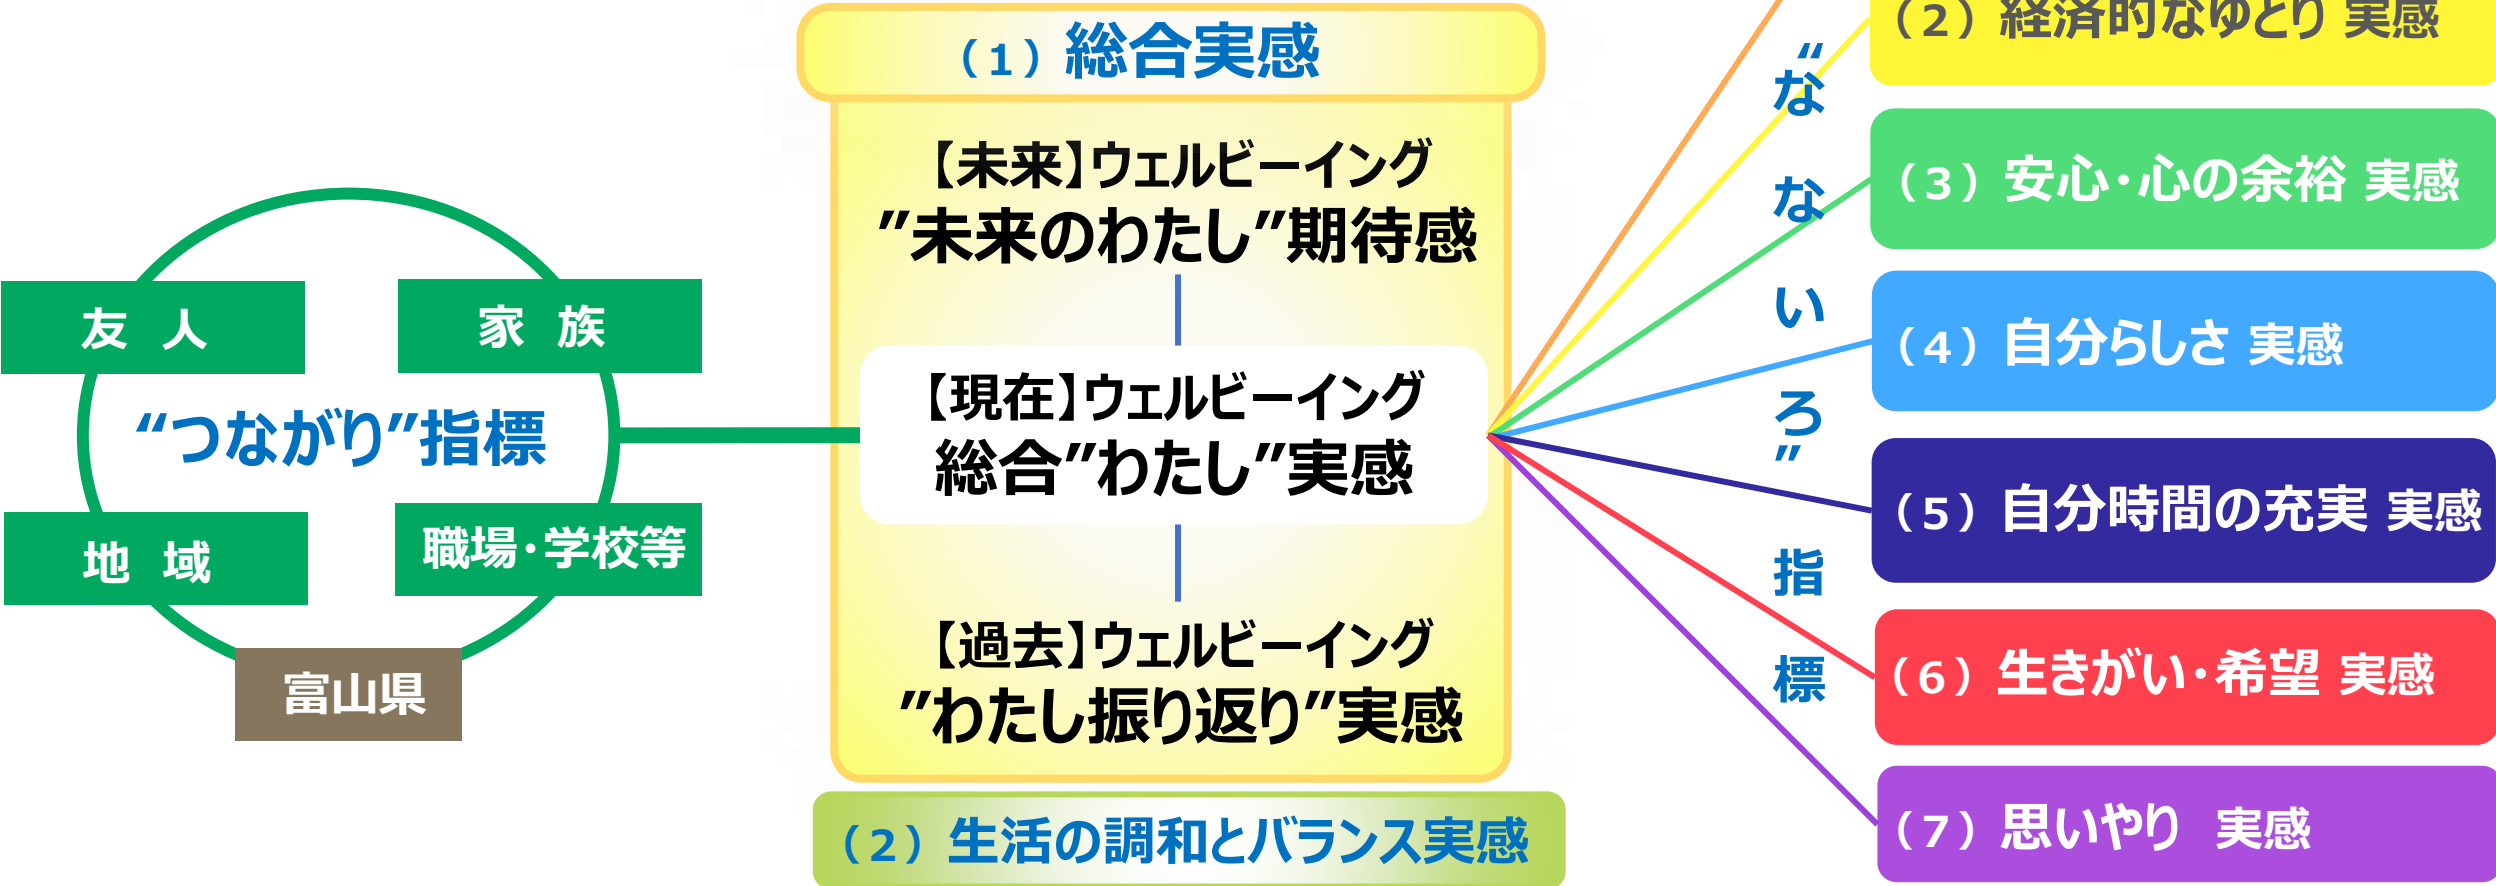 （1）総合実感
【未来】ウェルビーイング
”未来のわたし”期待感
【現在】ウェルビーイング
総合”わたし”実感
【過去】ウェルビーイング
”わたし振り返り”実感
（2）生活の調和とバランス実感
友 人
家 族
”つながり”指標
地 域
職場・学校等
富山県
”なないろ”指標
（2）経済的なゆとり 実感
（3）安心・心の余裕 実感
（4）自分らしさ 実感
（5）自分時間の充実 実感
（6）生きがい・希望 実感
（7）思いやり 実感